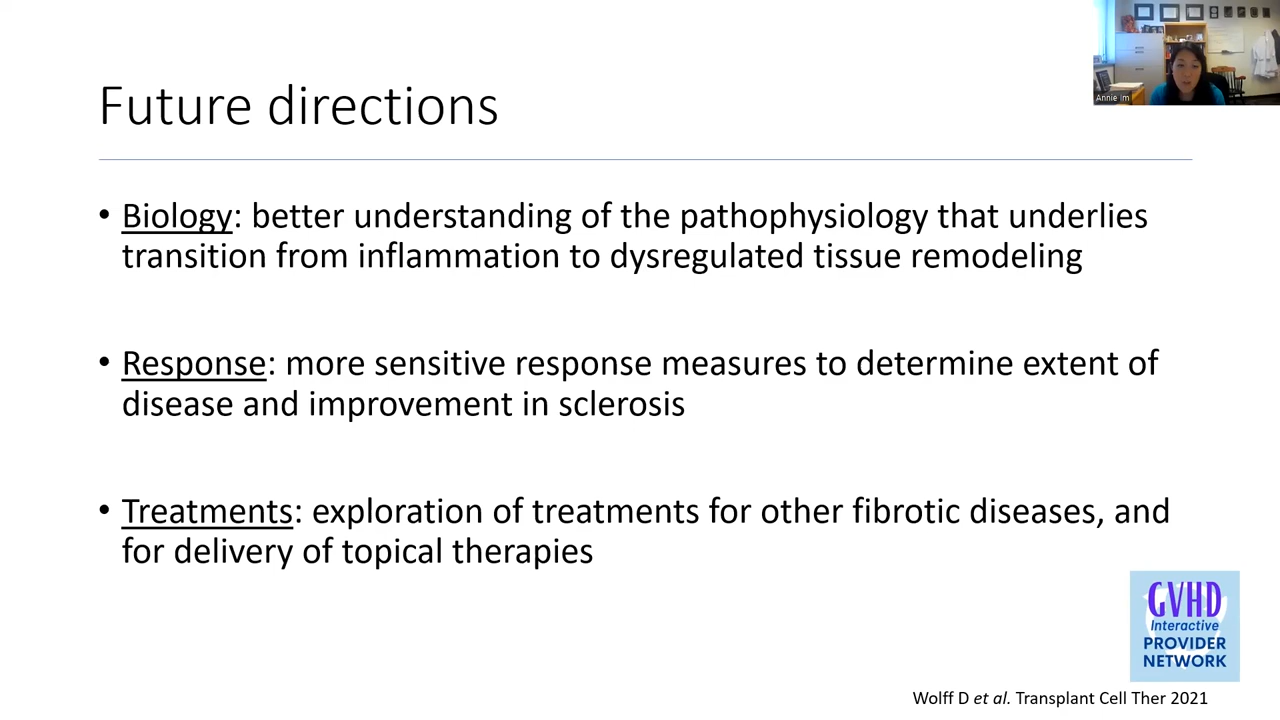 Annie Im
Future directions
• Biology: better understanding of the pathophysiology that underlies
transition from inflammation to dysregulated tissue remodeling
• Response: more sensitive response measures to determine extent of
disease and improvement in sclerosis
• Treatments: exploration of treatments for other fibrotic diseases, and
for delivery of topical therapies
GVHD
Interactive
PROVIDER
NETWORK
Wolff D et al. Transplant Cell Ther 2021